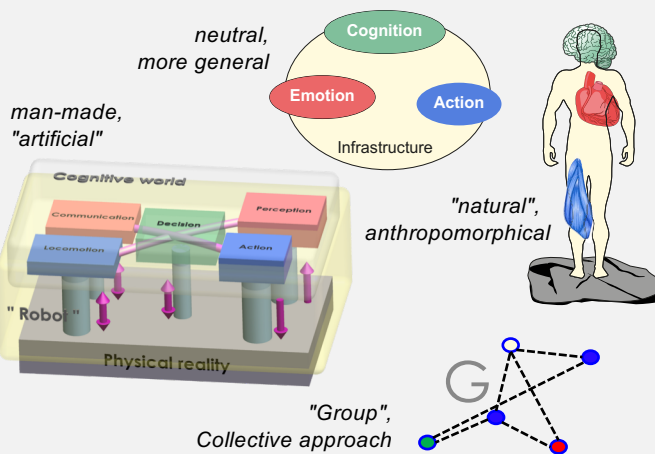 neutral,
more general
Cognition
Emotion
Action
Infrastructure
man-made,
"artificial"
Cognitive world
Communication
Decision
Perception
Locomotion
Action
" Robot "
Physical reality
"natural",
anthropomorphical
G
"Group",
Collective approach